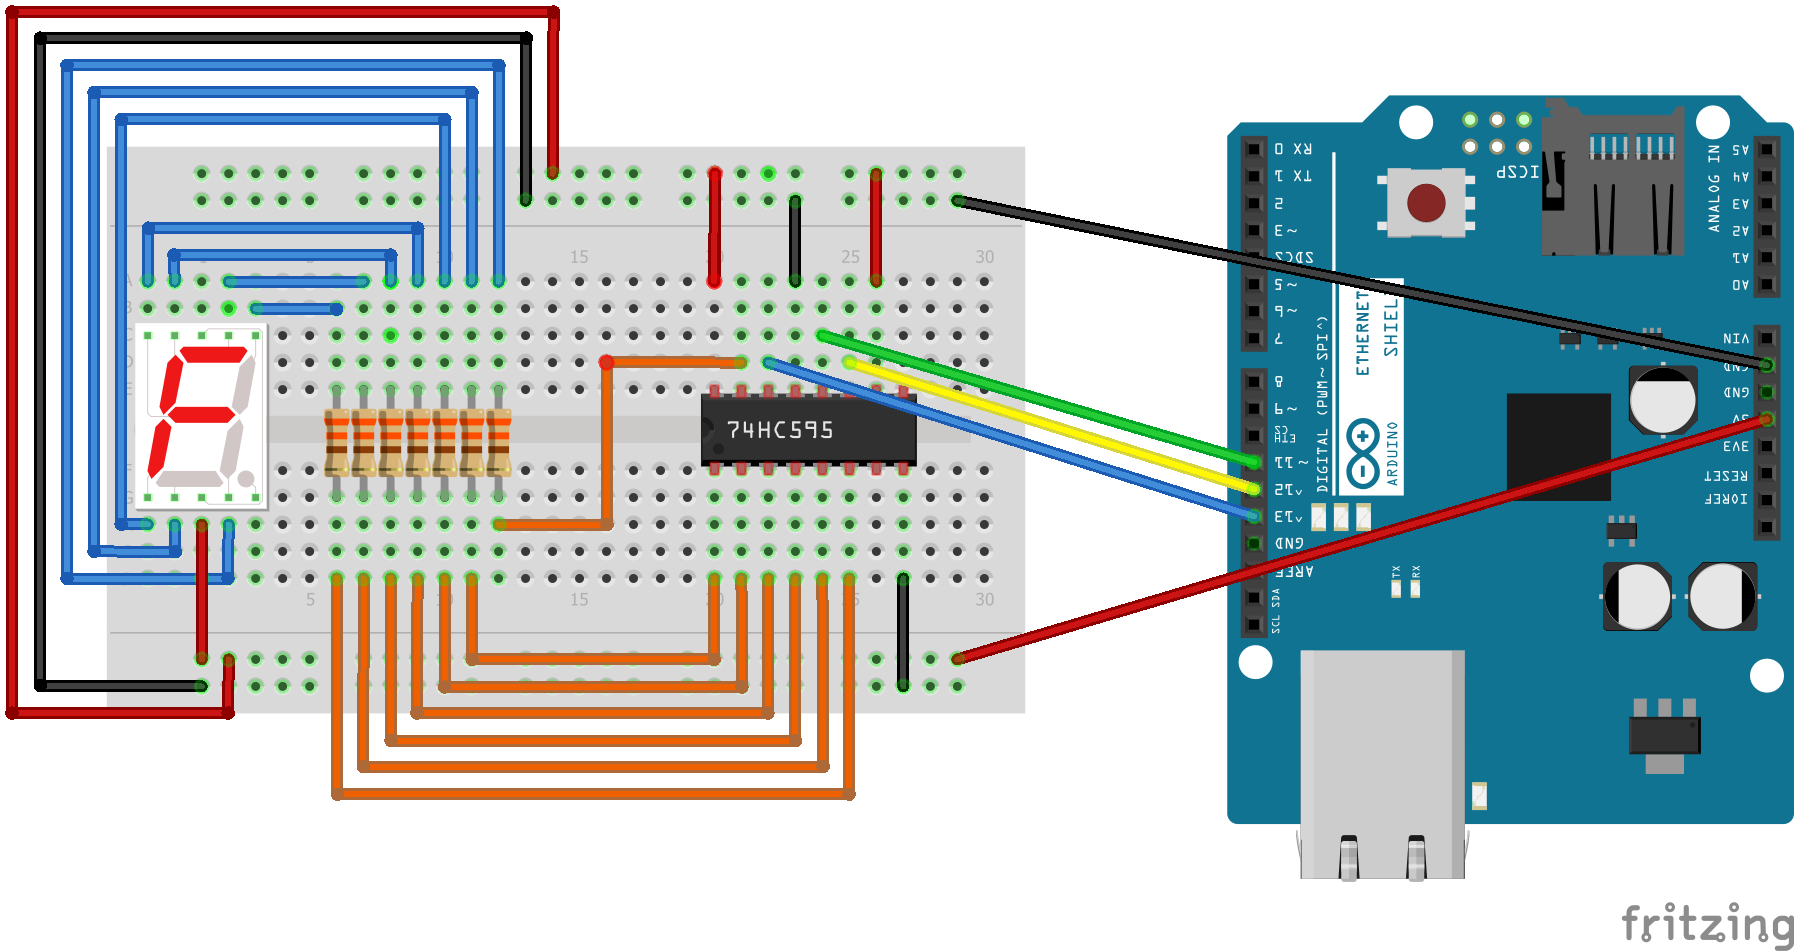 15
25
30
A
B
C
D
E
74HC595
F
G
5
10
15
20
25
30
RX 0
TX 1
2
~3
SDCS
~5
~6
7
8
~9
ETH CS
~11
12
13
GND
AREF
SCL SDA
DIGITAL (PWM~ SPI^)
ETHERNET
SHIELD
ARDUINO
TX
RX
ICSP
ANALOG IN
A5
A4
A3
A2
A1
A0
VIN
GND
GND
5V
3V3
RESET
IOREF
fritzing